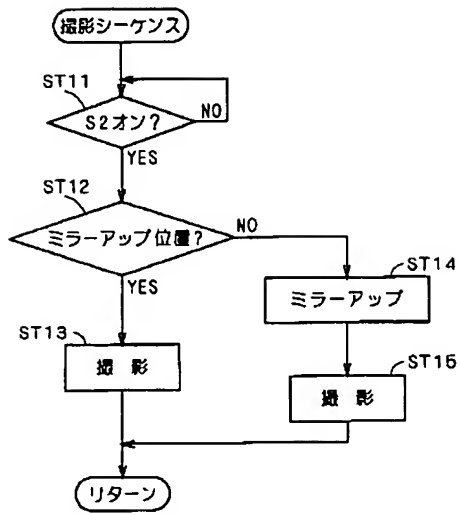 撮影シーケンス
ST11
S2オン?
NO
YES
ST12
ミラーアップ位置?
NO
YES
ST14
ミラーアップ
ST13
撮 影
ST15
撮 影
リターン